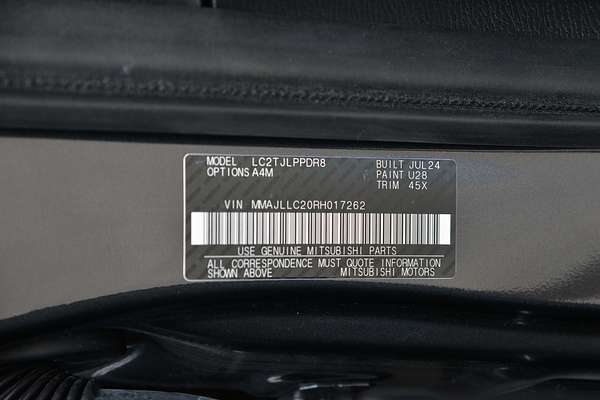 MODEL LC2TJLPPDR8 BUILT JUL24
OPTIONS A4M PAINT U28
TRIM 45X
VIN MMAJLLC20RH017262
USE GENUINE MITSUBISHI PARTS
ALL CORRESPONDENCE MUST QUOTE INFORMATION
SHOWN ABOVE MITSUBISHI MOTORS